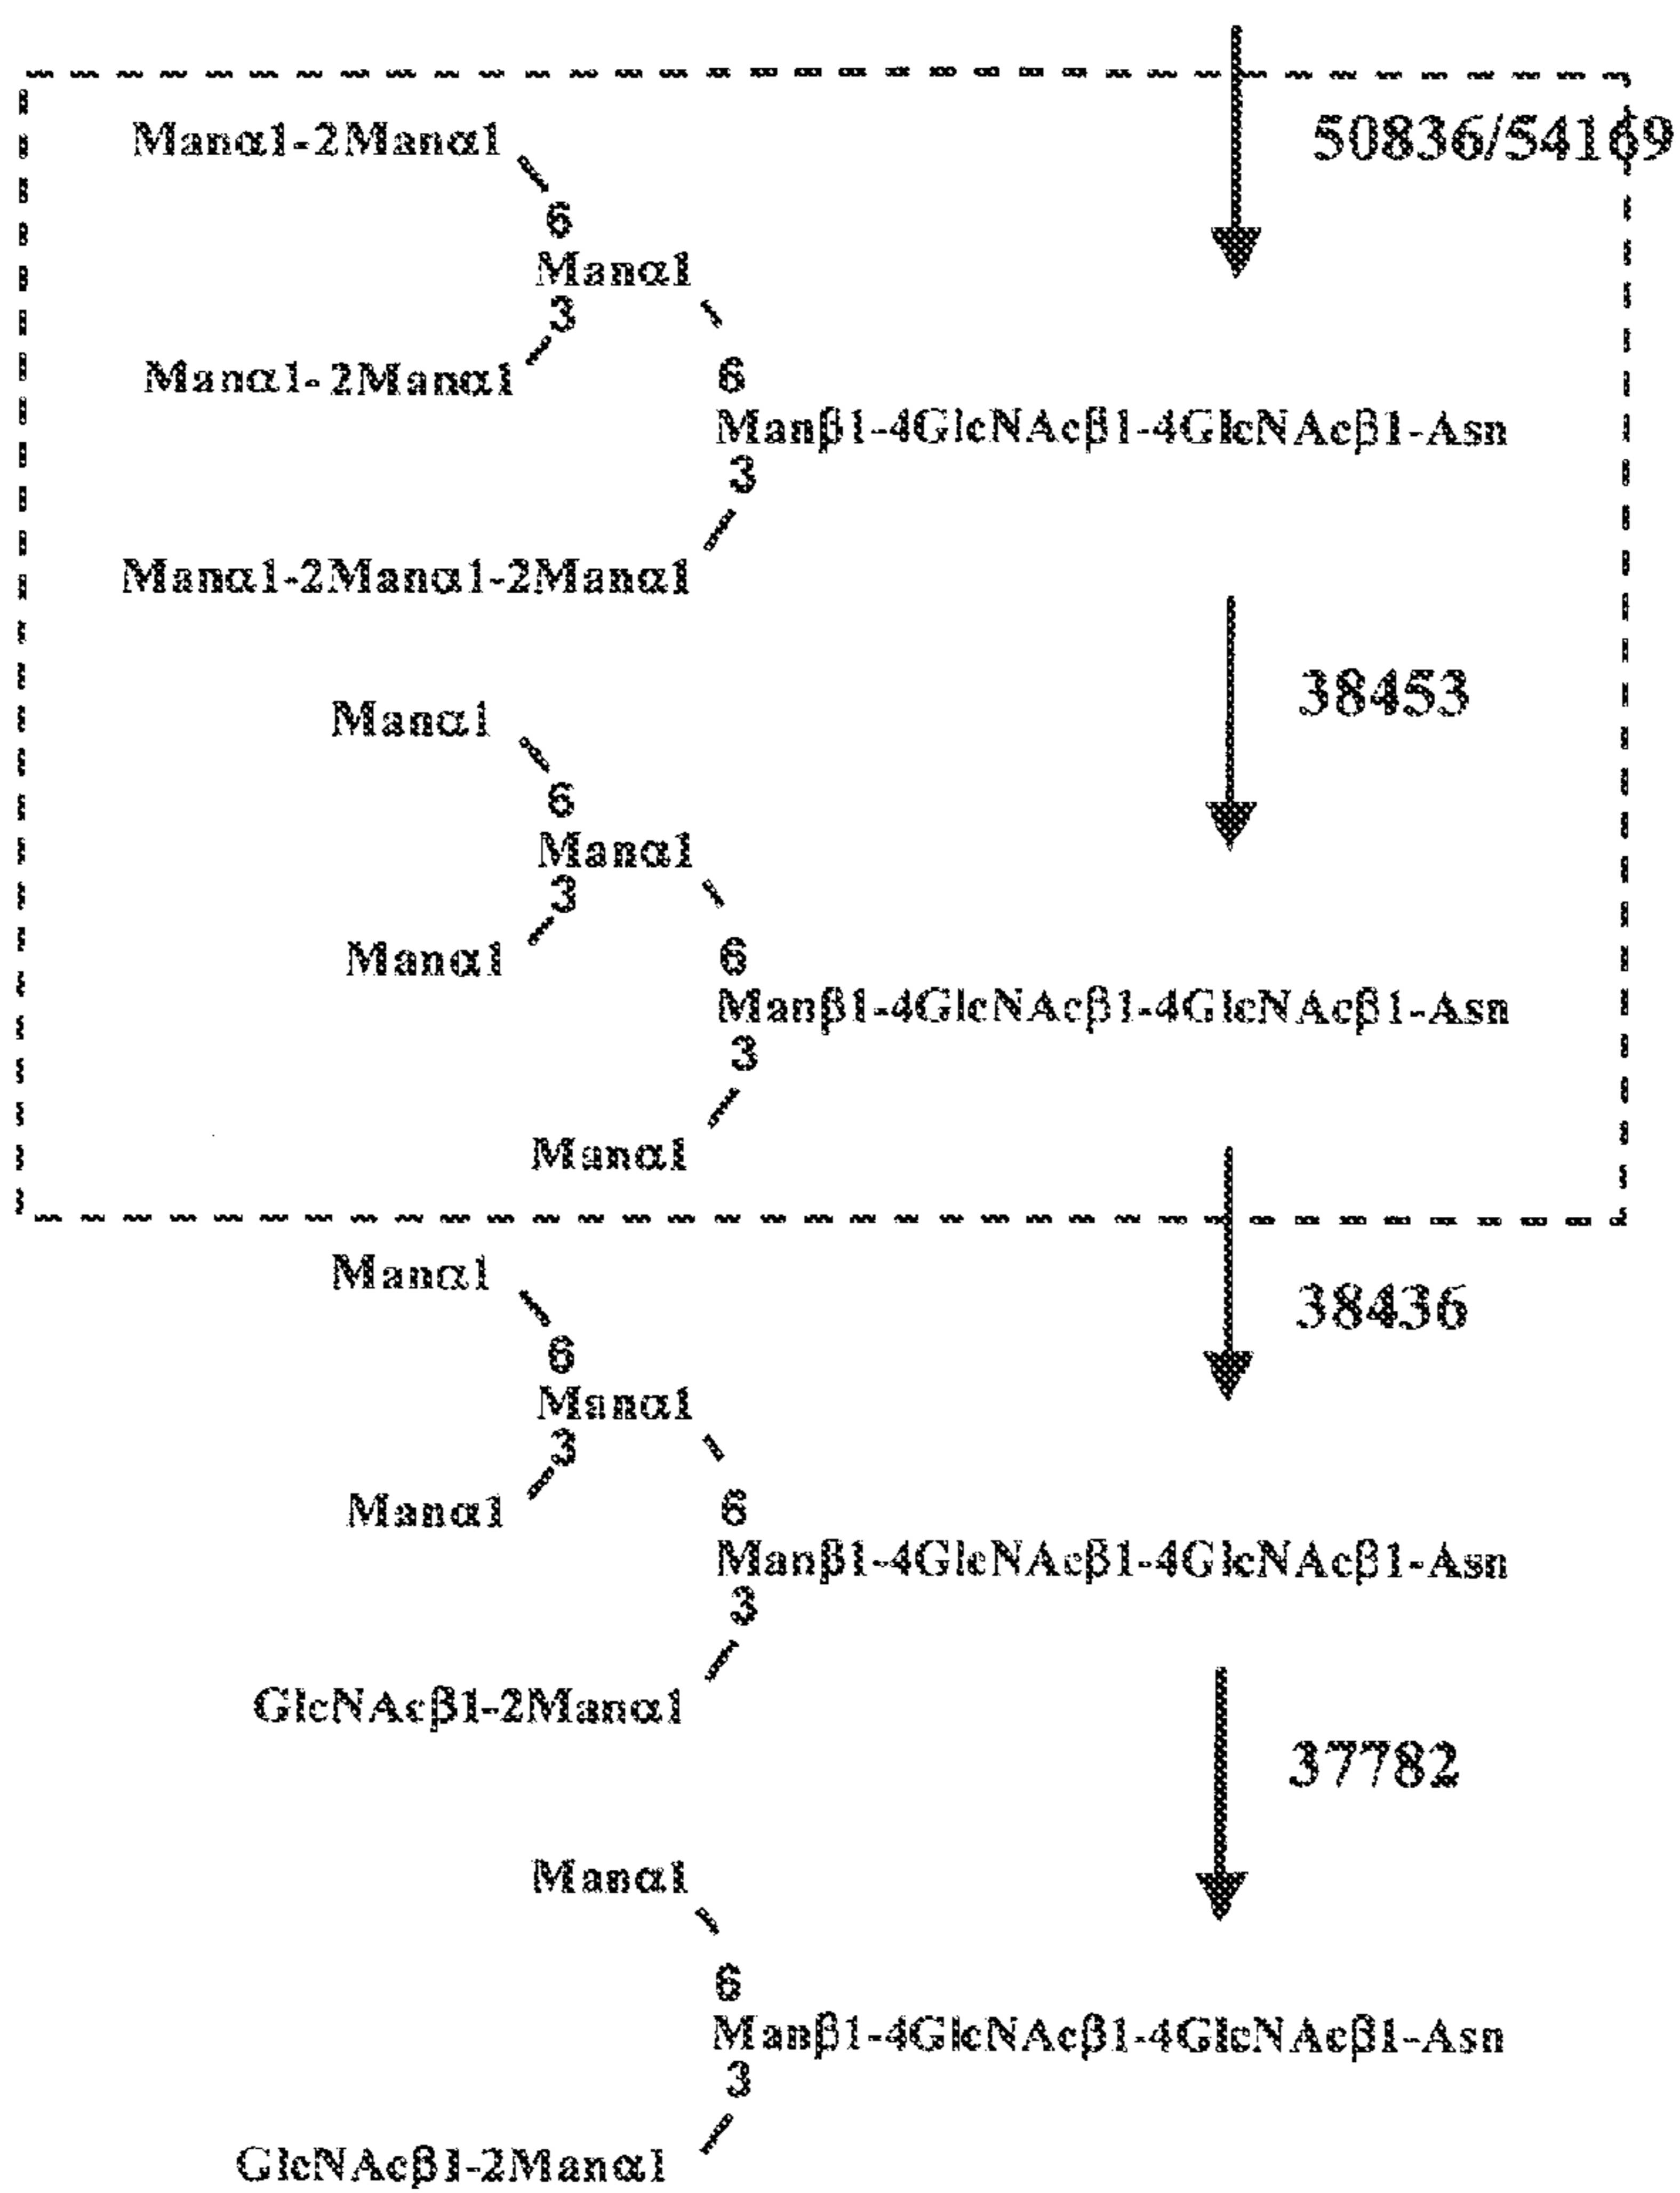 50836/54169
Manα1-2Manα1
6
Manα1
3
Manα1-2Manα1
6
Manβ1-4GlcNAcβ1-4GlcNAcβ1-Asn
3
Manα1-2Manα1-2Manα1
38453
Manα1
6
Manα1
3
Manα1
6
Manβ1-4GlcNAcβ1-4GlcNAcβ1-Asn
3
Manα1
38436
Manα1
6
Manα1
3
Manα1
6
Manβ1-4GlcNAcβ1-4GlcNAcβ1-Asn
3
GlcNAcβ1-2Manα1
37782
Manα1
6
Manβ1-4GlcNAcβ1-4GlcNAcβ1-Asn
3
GlcNAcβ1-2Manα1